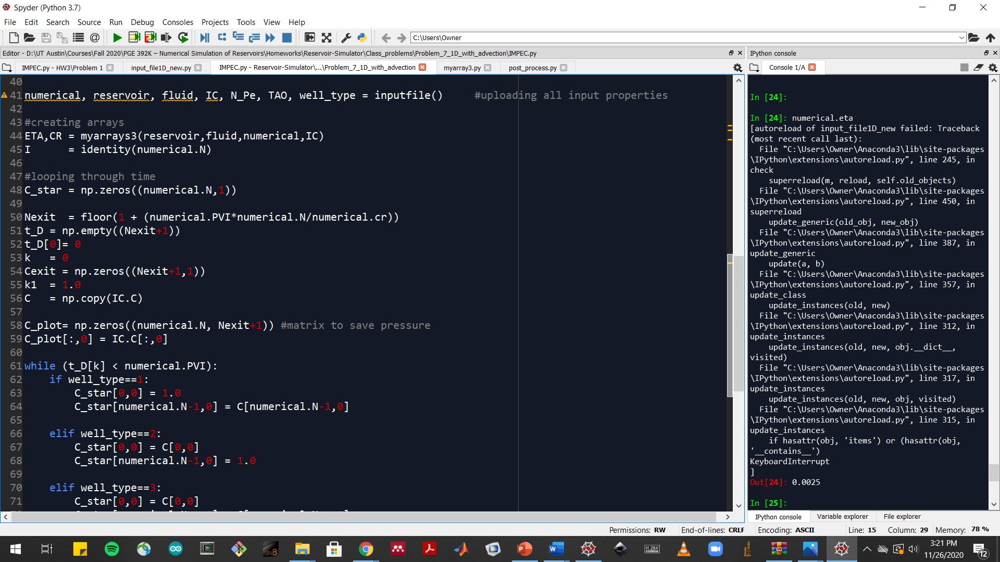 Spyder (Python 3.7)
File Edit Search Source Run Debug Consoles Projects Tools View Help
C:\Users\Owner
Editor - D:\UT Austin\Courses\Fall 2020\PGE 392K – Numerical Simulation of Reservoirs\Homeworks\Reservoir-Simulator\Class_problems\Problem_7_1D_with_advection\IMPEC.py
IMPEC.py - HW3\Problem 1 input_file1D_new.py IMPEC.py - Reservoir-Simulator\...\Problem_7_1D_with_advection myarray3.py post_process.py
40
41 numerical, reservoir, fluid, IC, N_Pe, TAO, well_type = inputfile()     #uploading all input properties
42
43 #creating arrays
44 ETA,CR = myarrays3(reservoir,fluid,numerical,IC)
45 I      = identity(numerical.N)
46
47 #looping through time
48 C_star = np.zeros((numerical.N,1))
49
50 Nexit  = floor(1 + (numerical.PVI*numerical.N/numerical.cr))
51 t_D = np.empty((Nexit+1))
52 t_D[0]= 0
53 k   = 0
54 Cexit = np.zeros((Nexit+1,1))
55 k1  = 1.0
56 C   = np.copy(IC.C)
57
58 C_plot= np.zeros((numerical.N, Nexit+1)) #matrix to save pressure
59 C_plot[:,0] = IC.C[:,0]
60
61 while (t_D[k] < numerical.PVI):
62     if well_type==1:
63         C_star[0,0] = 1.0
64         C_star[numerical.N-1,0] = C[numerical.N-1,0]
65
66     elif well_type==2:
67         C_star[0,0] = C[0,0]
68         C_star[numerical.N-1,0] = 1.0
69
70     elif well_type==3:
71         C_star[0,0] = C[0,0]
IPython console
Console 1/A
In [24]:
In [24]: numerical.eta
[autoreload of input_file1D_new failed: Traceback
(most recent call last):
  File "C:\Users\Owner\Anaconda3\lib\site-packages
\IPython\extensions\autoreload.py", line 245, in
check
    superreload(m, reload, self.old_objects)
  File "C:\Users\Owner\Anaconda3\lib\site-packages
\IPython\extensions\autoreload.py", line 450, in
superreload
    update_generic(old_obj, new_obj)
  File "C:\Users\Owner\Anaconda3\lib\site-packages
\IPython\extensions\autoreload.py", line 387, in
update_generic
    update(a, b)
  File "C:\Users\Owner\Anaconda3\lib\site-packages
\IPython\extensions\autoreload.py", line 357, in
update_class
    update_instances(old, new)
  File "C:\Users\Owner\Anaconda3\lib\site-packages
\IPython\extensions\autoreload.py", line 312, in
update_instances
    update_instances(old, new, obj.__dict__,
visited)
  File "C:\Users\Owner\Anaconda3\lib\site-packages
\IPython\extensions\autoreload.py", line 317, in
update_instances
    update_instances(old, new, obj, visited)
  File "C:\Users\Owner\Anaconda3\lib\site-packages
\IPython\extensions\autoreload.py", line 315, in
update_instances
    if hasattr(obj, 'items') or (hasattr(obj,
'__contains__')
KeyboardInterrupt
]
Out[24]: 0.0025
In [25]:
IPython console Variable explorer File explorer
Permissions: RW End-of-lines: CRLF Encoding: ASCII Line: 15 Column: 29 Memory: 78 %
SN8
H.264
3:21 PM
11/26/2020
12